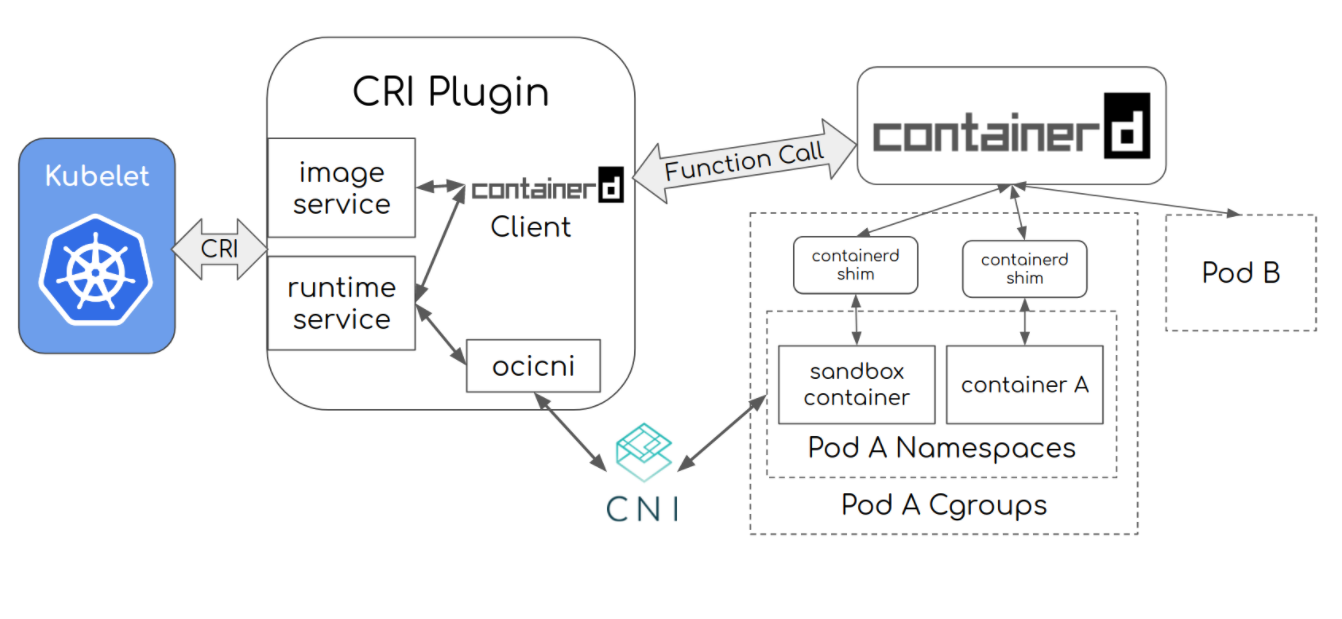 CRI Plugin
Kubelet
CRI
image
service
runtime
service
containerd
Client
ocicni
Function Call
containerd
containerd
shim
containerd
shim
Pod B
sandbox
container
container A
Pod A Namespaces
Pod A Cgroups
CNI